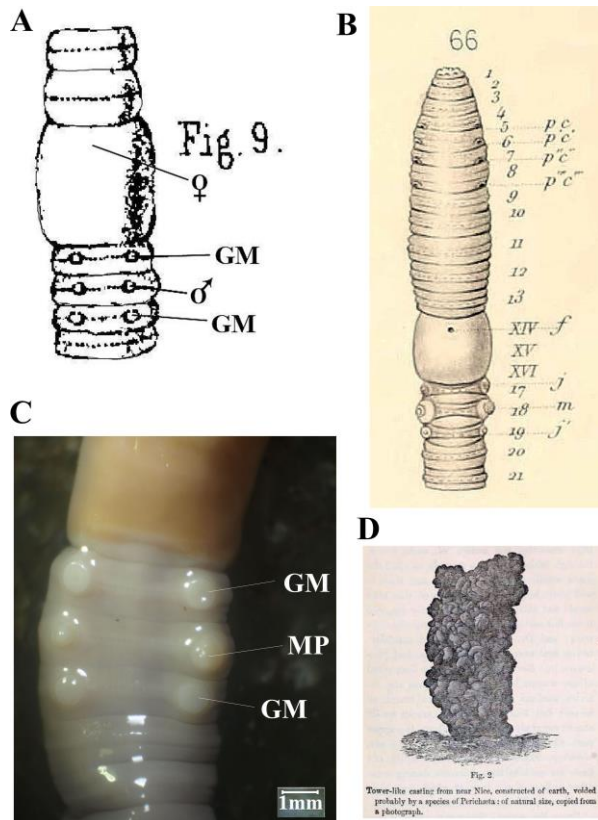 A
Fig. 9.
♀
GM
♂
GM
B
66
1
2
3
4
5 p c
6 p'c'
7 p"c"
8 p'''c'''
9
10
11
12
13
XIV f
XV
XVI
17 j
18 m
19 j'
20
21
C
GM
MP
GM
1mm
D
Fig. 2
Tower-like casting from near Nice, constructed of earth, voided
probably by a species of Perichæta: of natural size, copied from
a photograph.